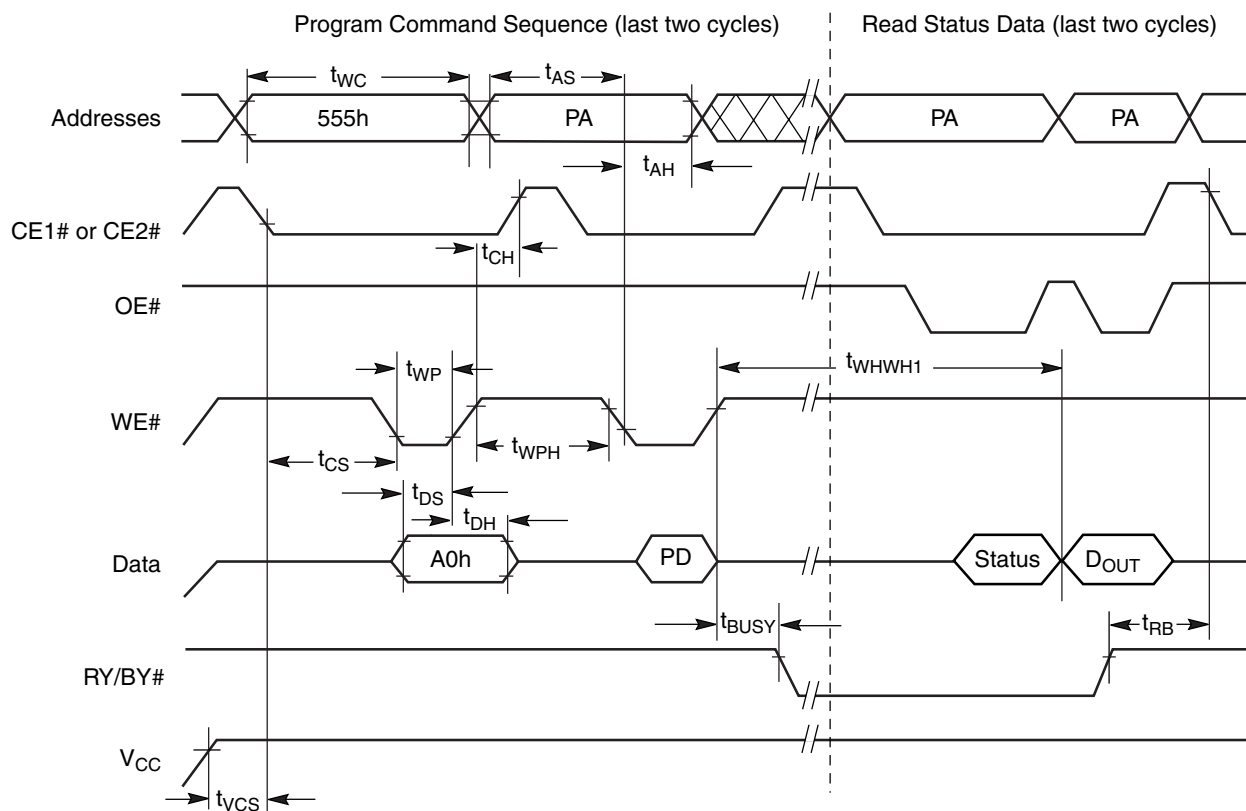 Program Command Sequence (last two cycles)
Read Status Data (last two cycles)
tWC
tAS
Addresses
555h
PA
PA
PA
tAH
CE1# or CE2#
tCH
OE#
tWP
tWHWH1
WE#
tCS
tWPH
tDS
tDH
Data
A0h
PD
Status
DOUT
tBUSY
tRB
RY/BY#
VCC
tVCS